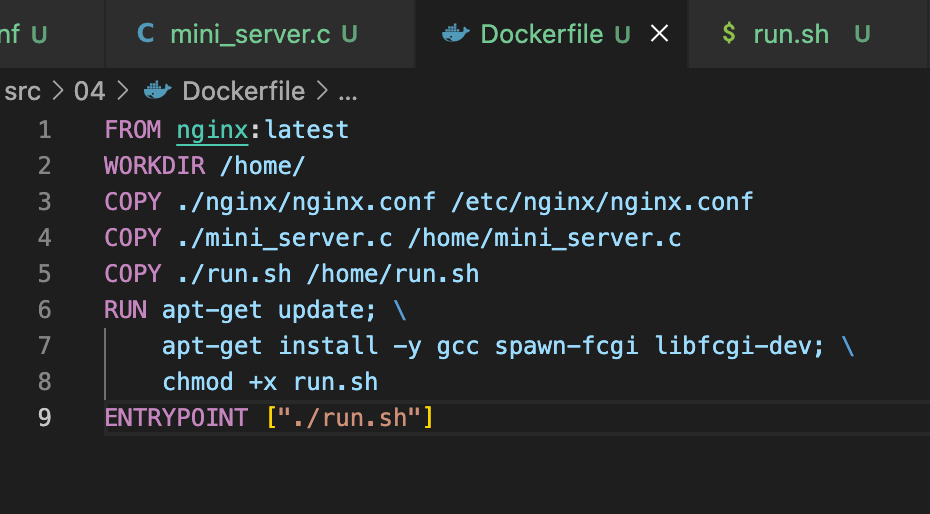 nf U C mini_server.c U Dockerfile U × $ run.sh U
src > 04 > Dockerfile > ...
1 FROM nginx:latest
2 WORKDIR /home/
3 COPY ./nginx/nginx.conf /etc/nginx/nginx.conf
4 COPY ./mini_server.c /home/mini_server.c
5 COPY ./run.sh /home/run.sh
6 RUN apt-get update; \
7     apt-get install -y gcc spawn-fcgi libfcgi-dev; \
8     chmod +x run.sh
9 ENTRYPOINT ["./run.sh"]